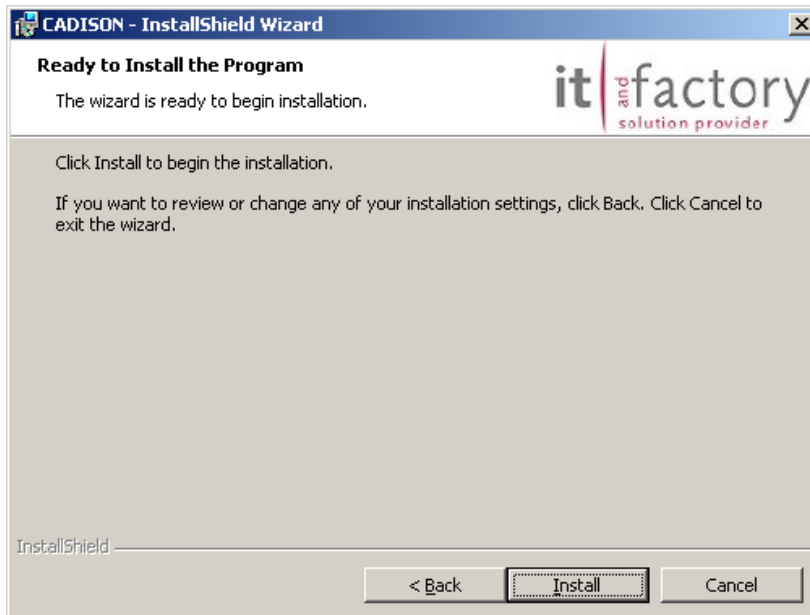 CADISON - InstallShield Wizard
Ready to Install the Program
The wizard is ready to begin installation.
it and factory
solution provider
Click Install to begin the installation.
If you want to review or change any of your installation settings, click Back. Click Cancel to
exit the wizard.
InstallShield
< Back Install Cancel